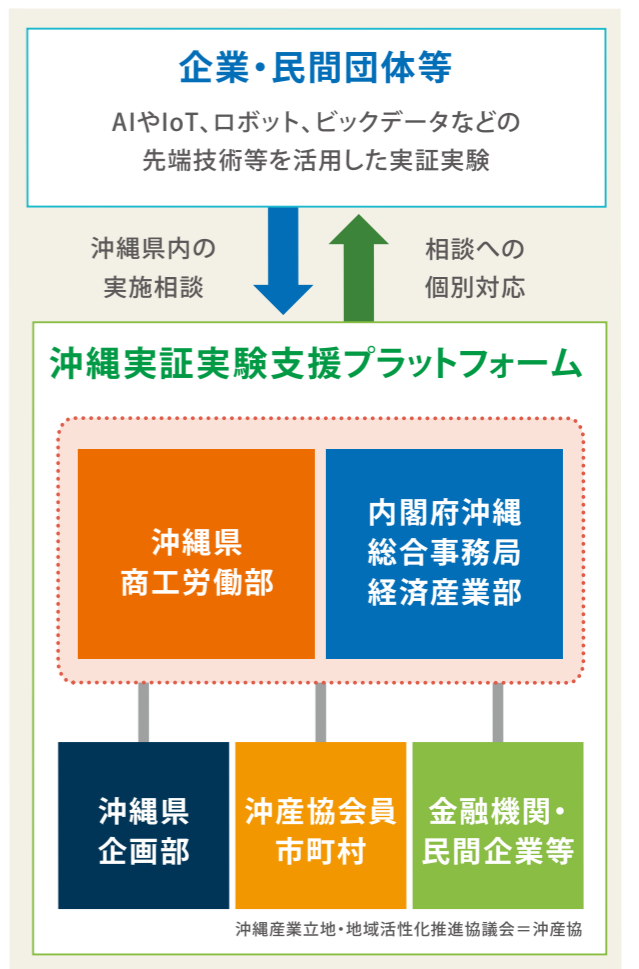 企業・民間団体等
AIやIoT、ロボット、ビックデータなどの
先端技術等を活用した実証実験
沖縄県内の
実施相談
相談への
個別対応
沖縄実証実験支援プラットフォーム
沖縄県
商工労働部
内閣府沖縄
総合事務局
経済産業部
沖縄県
企画部
沖産協会員
市町村
金融機関・
民間企業等
沖縄産業立地・地域活性化推進協議会＝沖産協